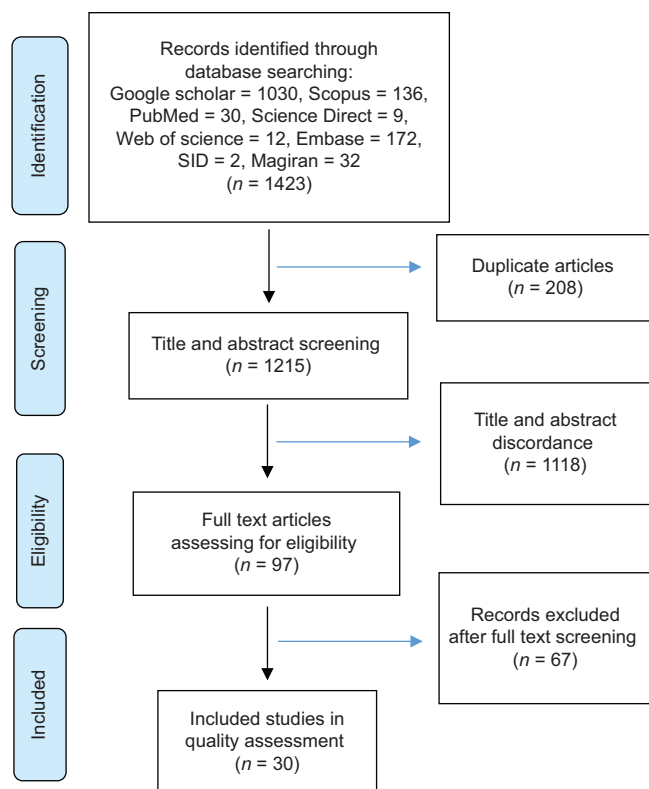 Identification
Records identified through
database searching:
Google scholar = 1030, Scopus = 136,
PubMed = 30, Science Direct = 9,
Web of science = 12, Embase = 172,
SID = 2, Magiran = 32
(n = 1423)
Screening
Duplicate articles
(n = 208)
Title and abstract screening
(n = 1215)
Title and abstract
discordance
(n = 1118)
Eligibility
Full text articles
assessing for eligibility
(n = 97)
Records excluded
after full text screening
(n = 67)
Included
Included studies in
quality assessment
(n = 30)